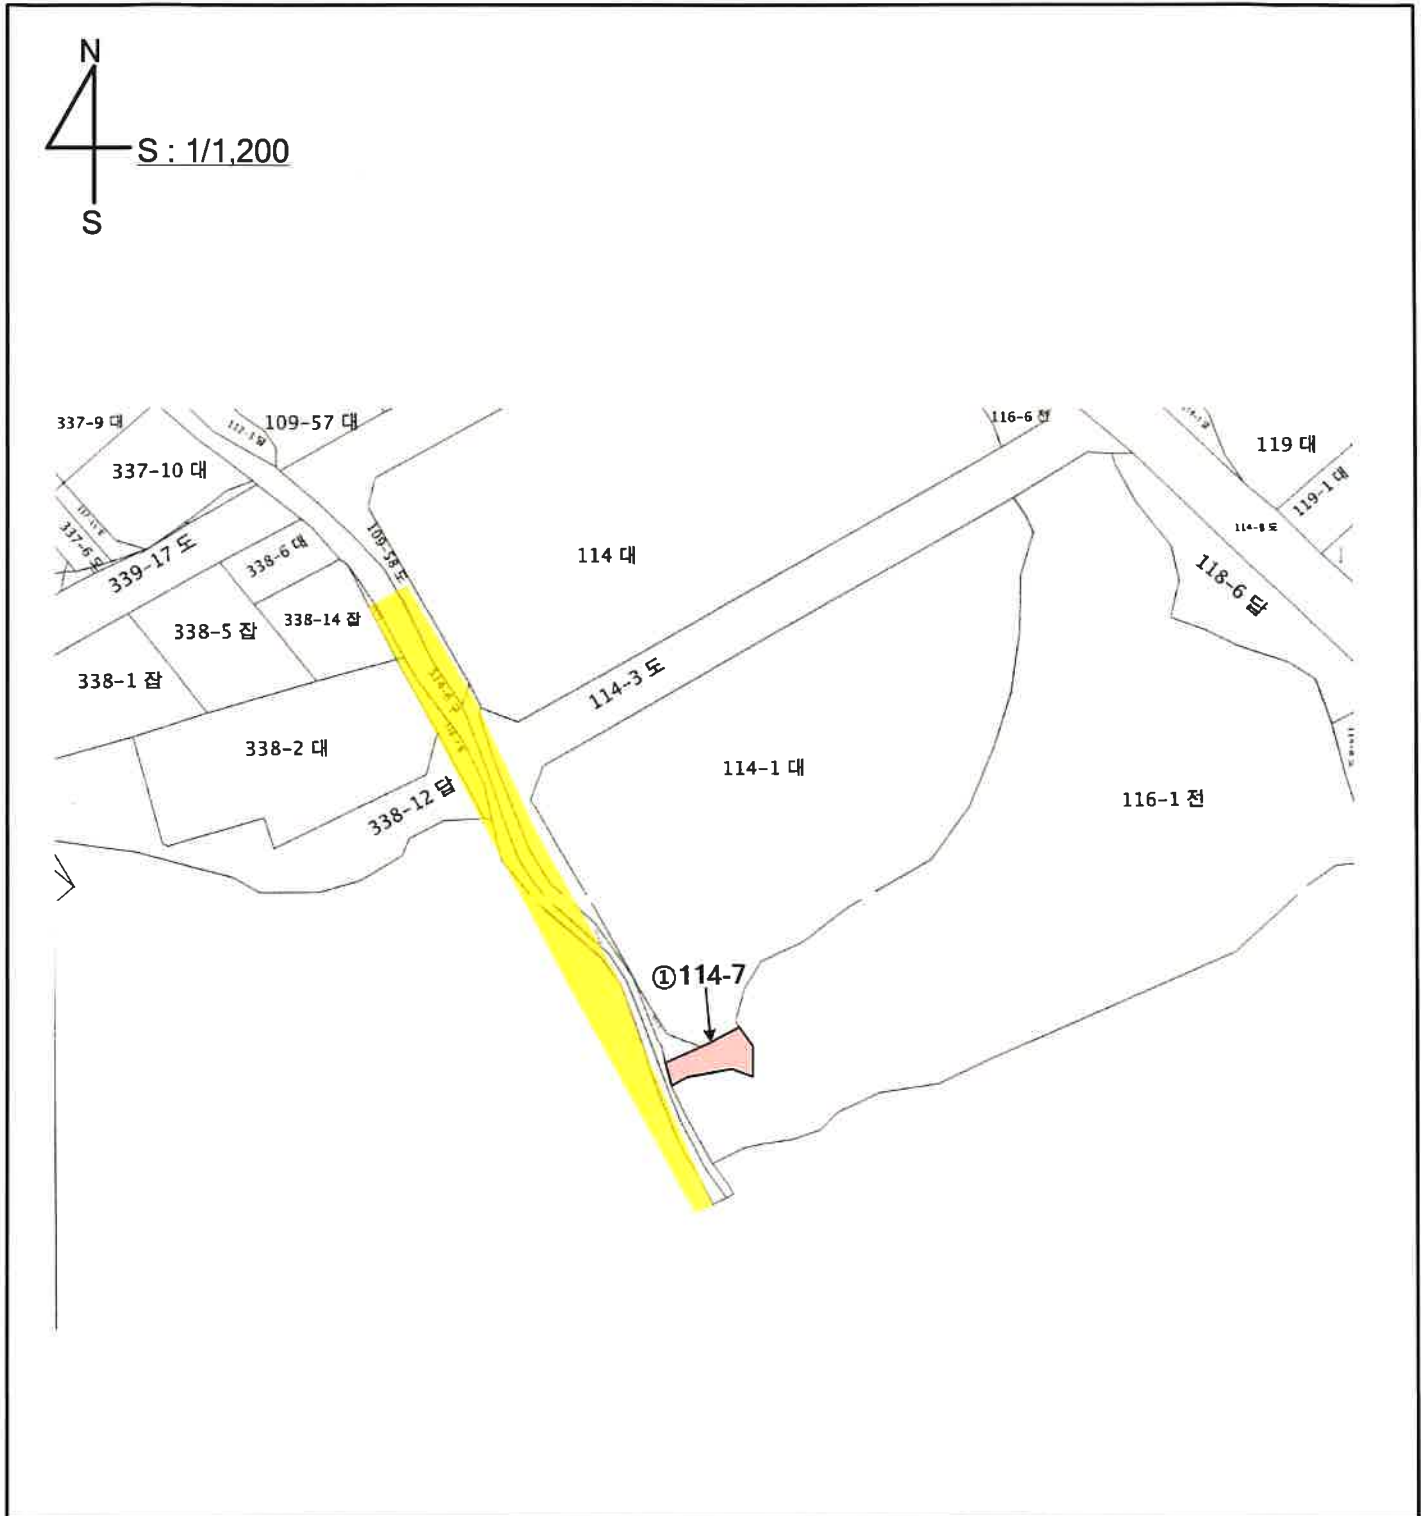 N
S : 1/1,200
S
337-9 대
109-57 대
116-6 전
119 대
337-10 대
119-1 대
337-6 도
339-17 도
338-6 대
109-58 도
114 대
118-6 답
338-5 잡
338-14 잡
338-1 잡
114-3 도
338-2 대
114-1 대
338-12 답
116-1 전
①114-7